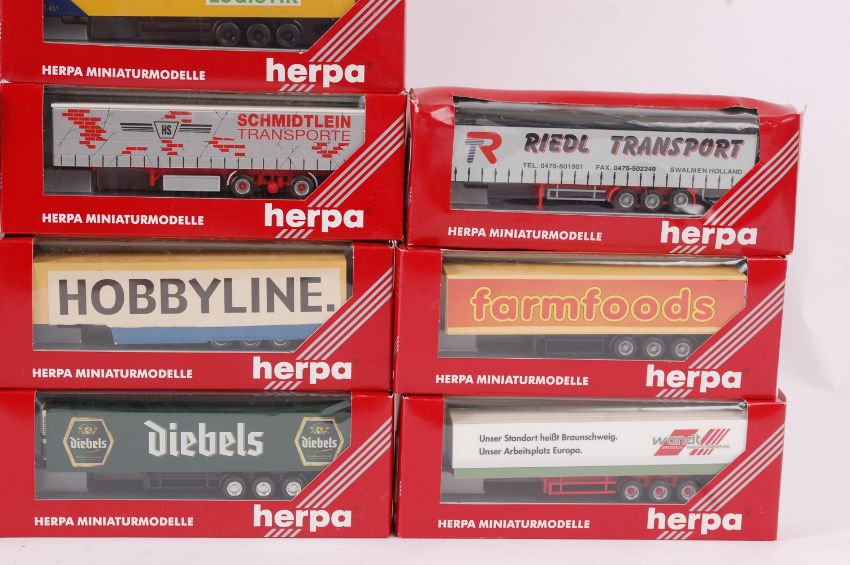 LOGISTIK
451
HERPA MINIATURMODELLE
herpa
HS
SCHMIDTLEIN
TRANSPORTE
HERPA MINIATURMODELLE
herpa
R
RIEDL TRANSPORT
TEL. 0475-501901 FAX. 0475-502249 SWALMEN HOLLAND
HERPA MINIATURMODELLE
herpa
HOBBYLINE.
HERPA MINIATURMODELLE
herpa
farmfoods
HERPA MINIATURMODELLE
herpa
Diebels
Diebels
Diebels
HERPA MINIATURMODELLE
herpa
Unser Standort heißt Braunschweig.
Unser Arbeitsplatz Europa.
wandt
HERPA MINIATURMODELLE
herpa